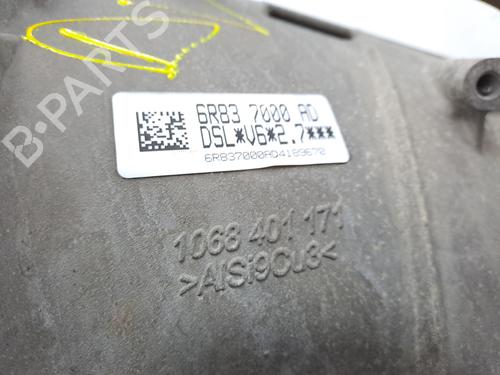 6R83 7000 AD
DSL*V6*2.7***
6R837000AD4189670
1068 401 171
>AlSi9Cu3<
B-PARTS